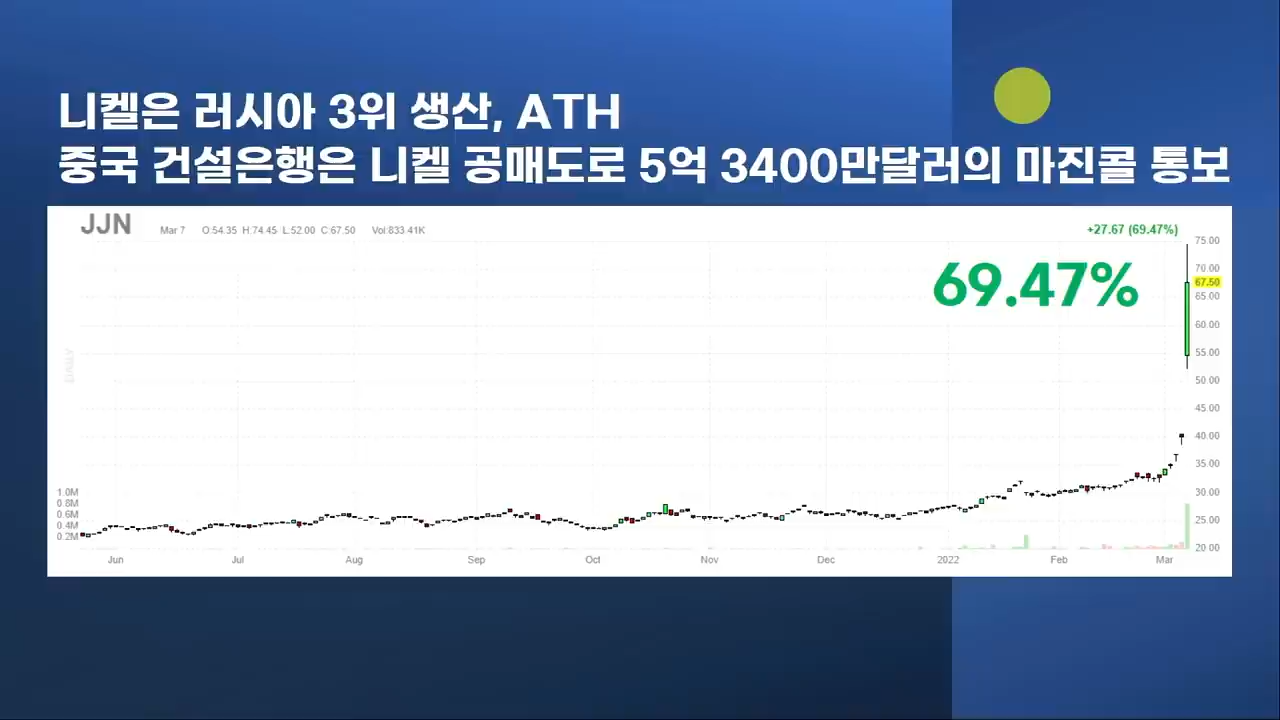 니켈은 러시아 3위 생산, ATH
중국 건설은행은 니켈 공매도로 5억 3400만달러의 마진콜 통보
JJN Mar 7 O:54.35 H:74.45 L:52.00 C:67.50 Vol:833.41K +27.67 (69.47%)
69.47%
75.00
70.00
67.50
65.00
60.00
55.00
DAILY
50.00
40.00
35.00
1.0M 30.00
0.8M
0.6M 25.00
0.4M
0.2M 20.00
Jun Jul Aug Sep Oct Nov Dec 2022 Feb Mar